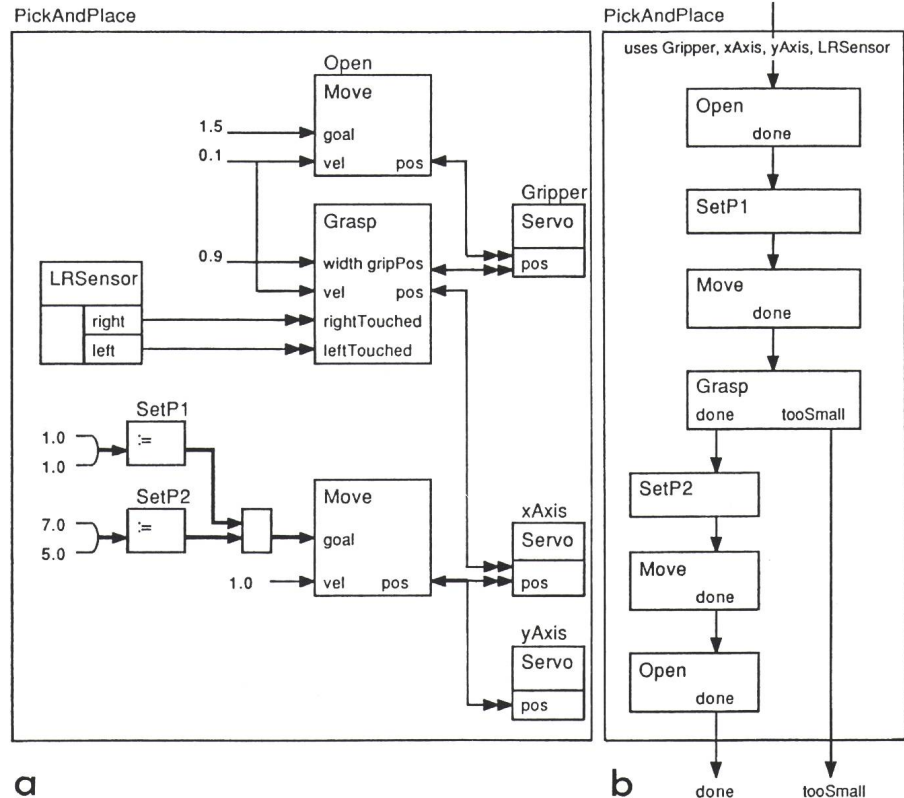 PickAndPlace
Open
Move
1.5
goal
0.1
vel
pos
Gripper
Servo
pos
Grasp
0.9
width gripPos
vel
pos
rightTouched
leftTouched
LRSensor
right
left
SetP1
1.0
1.0
:=
SetP2
7.0
5.0
:=
Move
goal
1.0
vel
pos
xAxis
Servo
pos
yAxis
Servo
pos
a
PickAndPlace
uses Gripper, xAxis, yAxis, LRSensor
Open
done
SetP1
Move
done
Grasp
done
tooSmall
SetP2
Move
done
Open
done
b
done
tooSmall